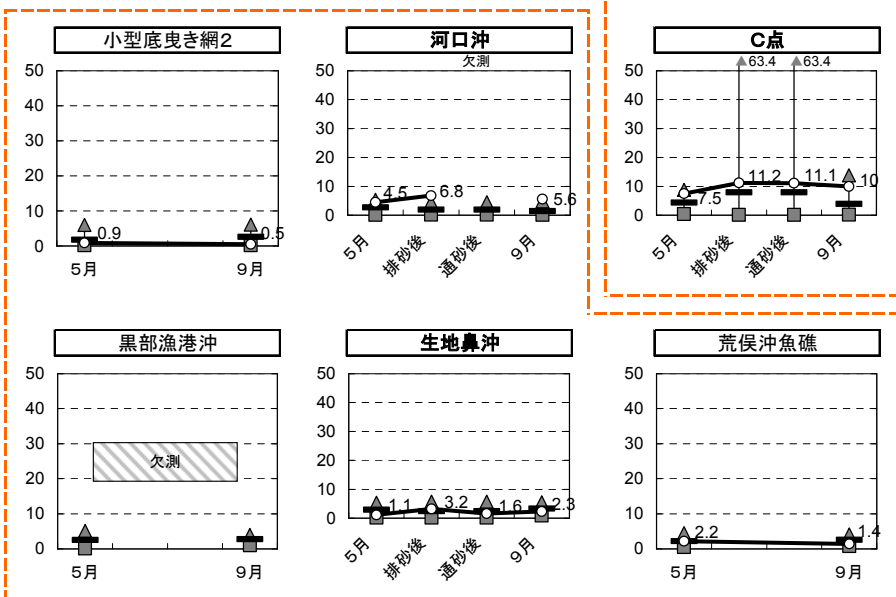 小型底曳き網2
50
40
30
20
10
0
0.9
0.5
5月
9月
河口沖
欠測
50
40
30
20
10
0
4.5
6.8
5.6
5月
排砂後
通砂後
9月
C点
63.4
63.4
50
40
30
20
10
0
7.5
11.2
11.1
10
5月
排砂後
通砂後
9月
黒部漁港沖
50
40
30
20
10
0
欠測
5月
9月
生地鼻沖
50
40
30
20
10
0
1.1
3.2
1.6
2.3
5月
排砂後
通砂後
9月
荒俣沖魚礁
50
40
30
20
10
0
2.2
1.4
5月
9月